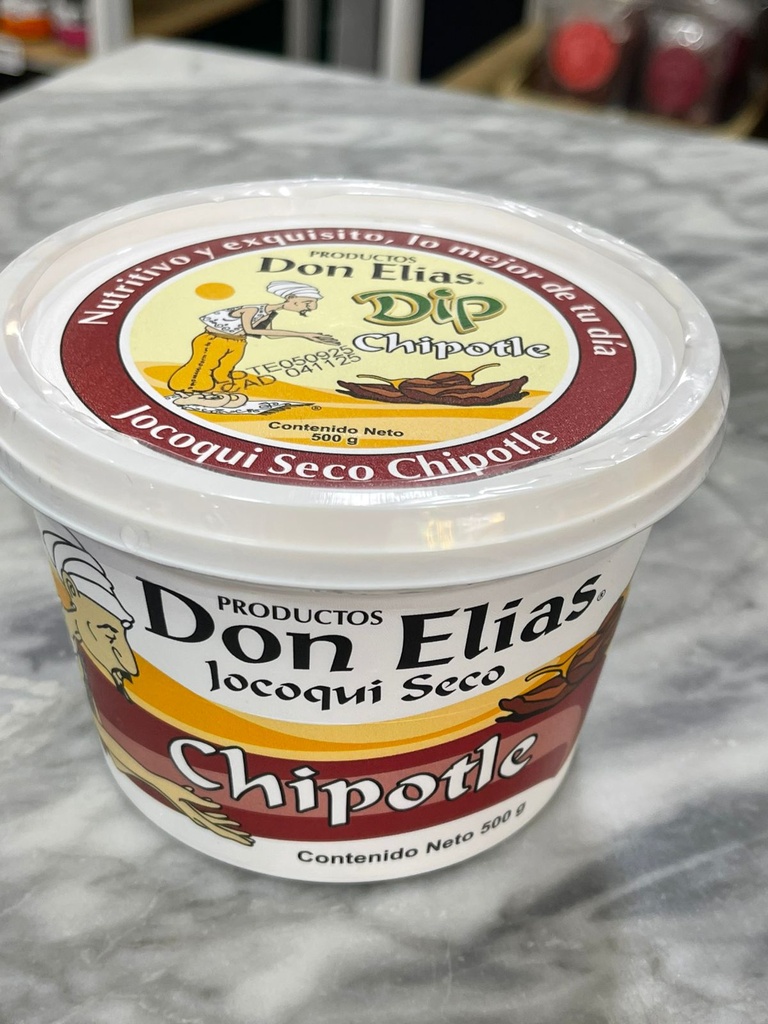 Nutritivo y exquisito, lo mejor de tu día
PRODUCTOS
Don Elias®
Dip
Chipotle
LTE050925
CAD 041125
Contenido Neto
500 g
Jocoqui Seco Chipotle
PRODUCTOS
Don Elias®
Jocoqui Seco
Chipotle
Contenido Neto 500 g